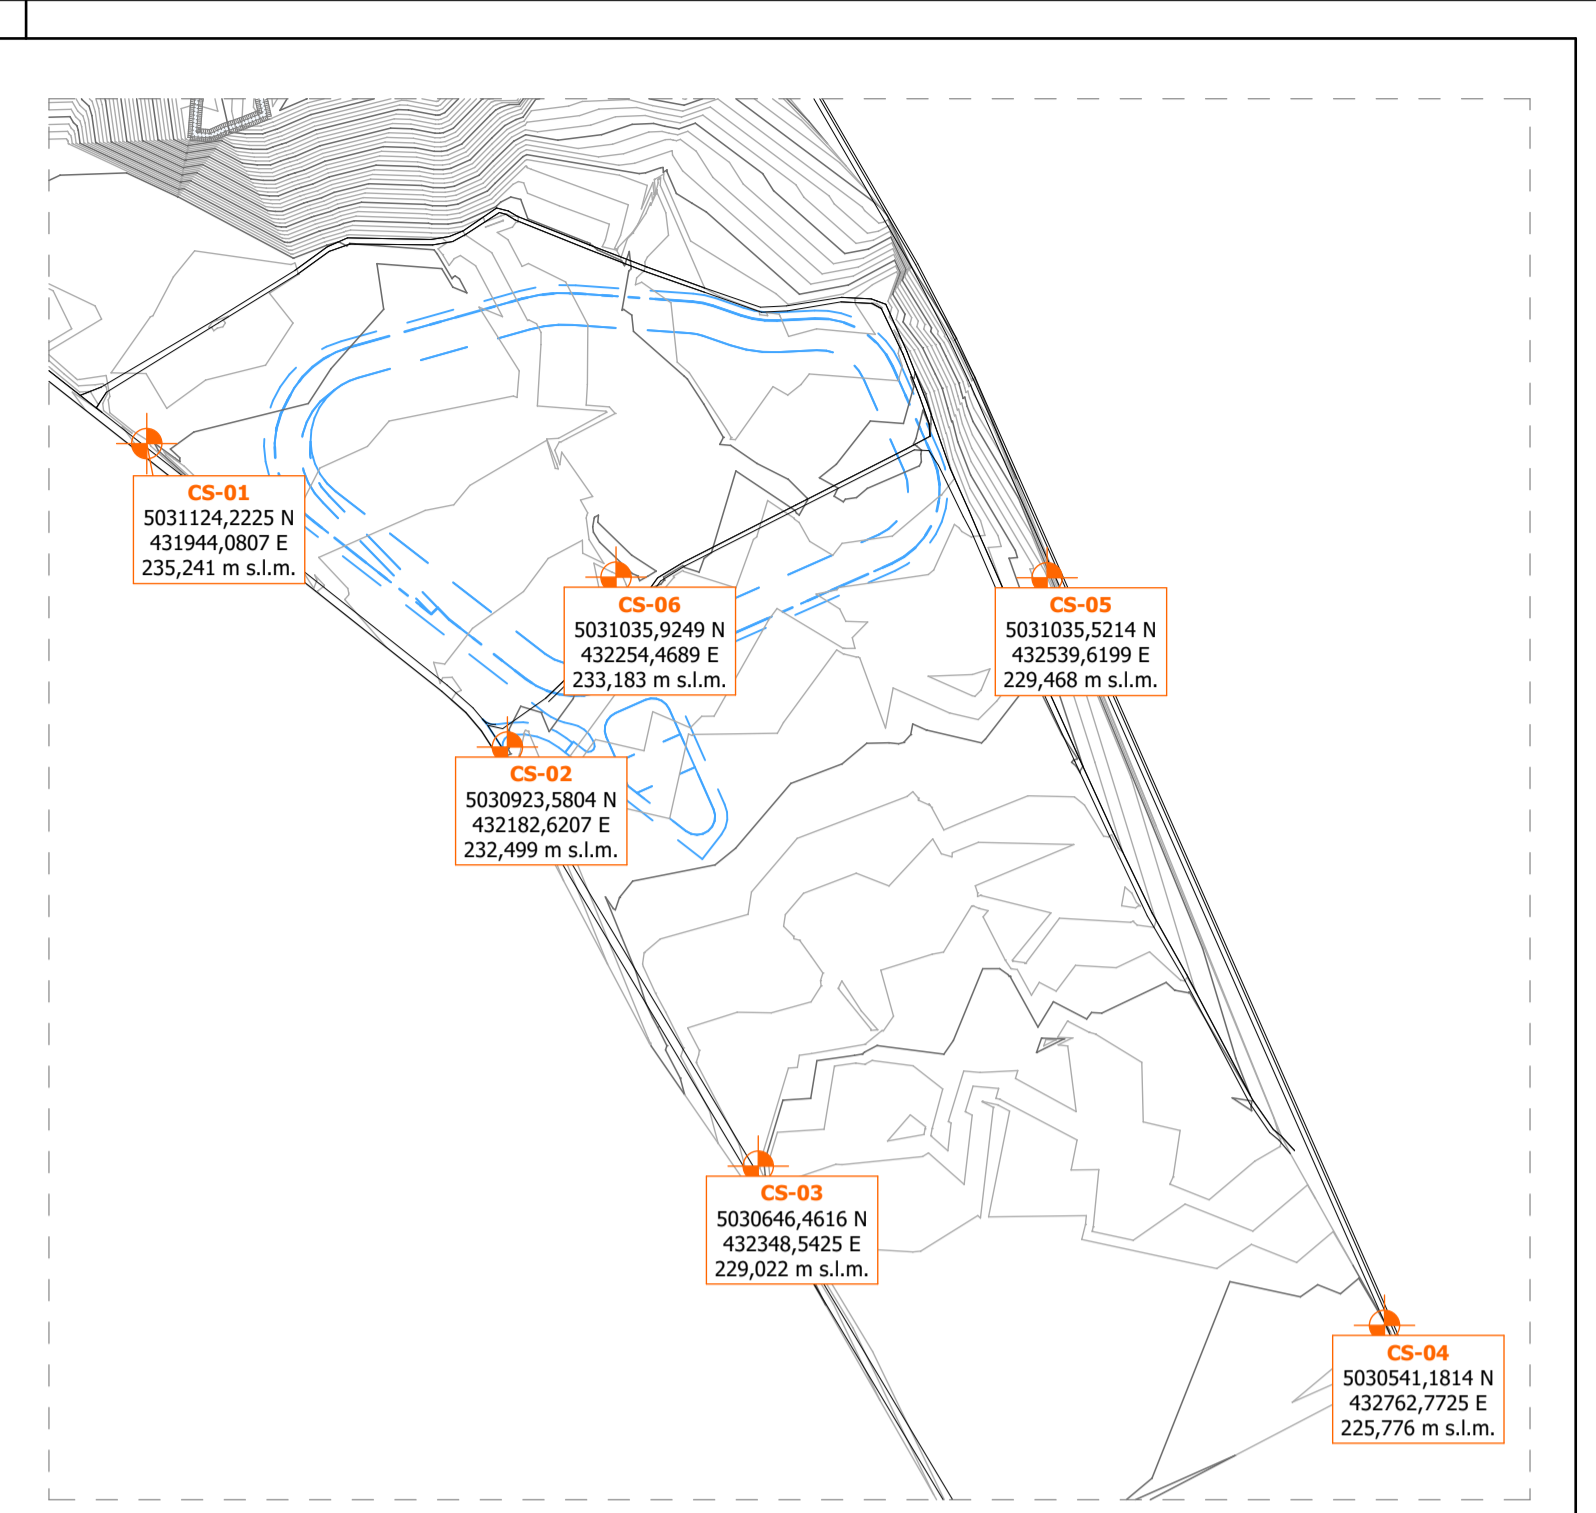 CS-01
5031124,2225 N
431944,0807 E
235,241 m s.l.m.
CS-06
5031035,9249 N
432254,4689 E
233,183 m s.l.m.
CS-05
5031035,5214 N
432539,6199 E
229,468 m s.l.m.
CS-02
5030923,5804 N
432182,6207 E
232,499 m s.l.m.
CS-03
5030646,4616 N
432348,5425 E
229,022 m s.l.m.
CS-04
5030541,1814 N
432762,7725 E
225,776 m s.l.m.